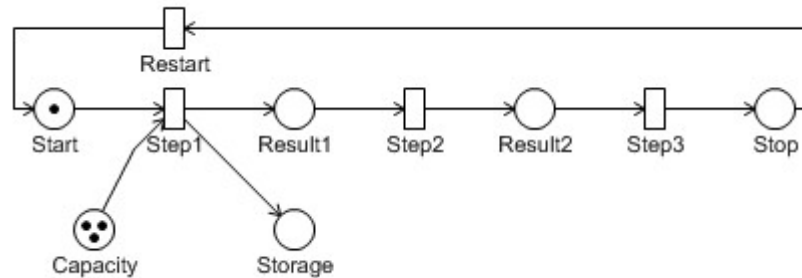 Restart
Start
Step1
Result1
Step2
Result2
Step3
Stop
Capacity
Storage